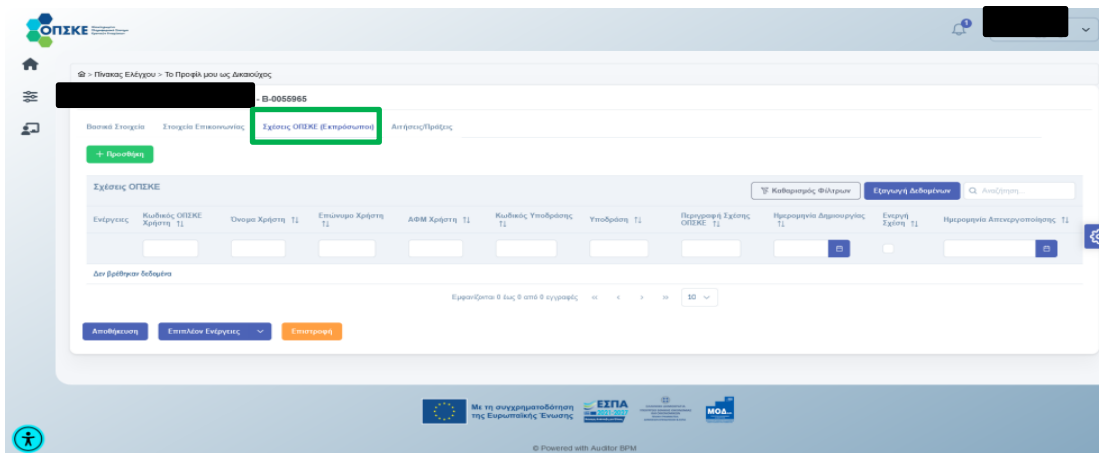 ΟΠΣΚΕ
1
> Πίνακας Ελέγχου > Το Προφίλ μου ως Δικαιούχος
- B-0055965
Βασικά Στοιχεία Στοιχεία Επικοινωνίας Σχέσεις ΟΠΣΚΕ (Εκπρόσωποι) Αιτήσεις/Πράξεις
+ Προσθήκη
Σχέσεις ΟΠΣΚΕ Καθαρισμός Φίλτρων Εξαγωγή Δεδομένων Αναζήτηση...
Ενέργειες Κωδικός ΟΠΣΚΕ Χρήστη Όνομα Χρήστη Επώνυμο Χρήστη ΑΦΜ Χρήστη Κωδικός Υποδράσης Υποδράση Περιγραφή Σχέσης ΟΠΣΚΕ Ημερομηνία Δημιουργίας Ενεργή Σχέση Ημερομηνία Απενεργοποίησης
Δεν βρέθηκαν δεδομένα
Εμφανίζονται 0 έως 0 από 0 εγγραφές « ‹ › » 10
Αποθήκευση Επιπλέον Ενέργειες Επιστροφή
Με τη συγχρηματοδότηση
της Ευρωπαϊκής Ένωσης
ΕΣΠΑ
2021-2027
ΜΟΔ
© Powered with Auditor BPM